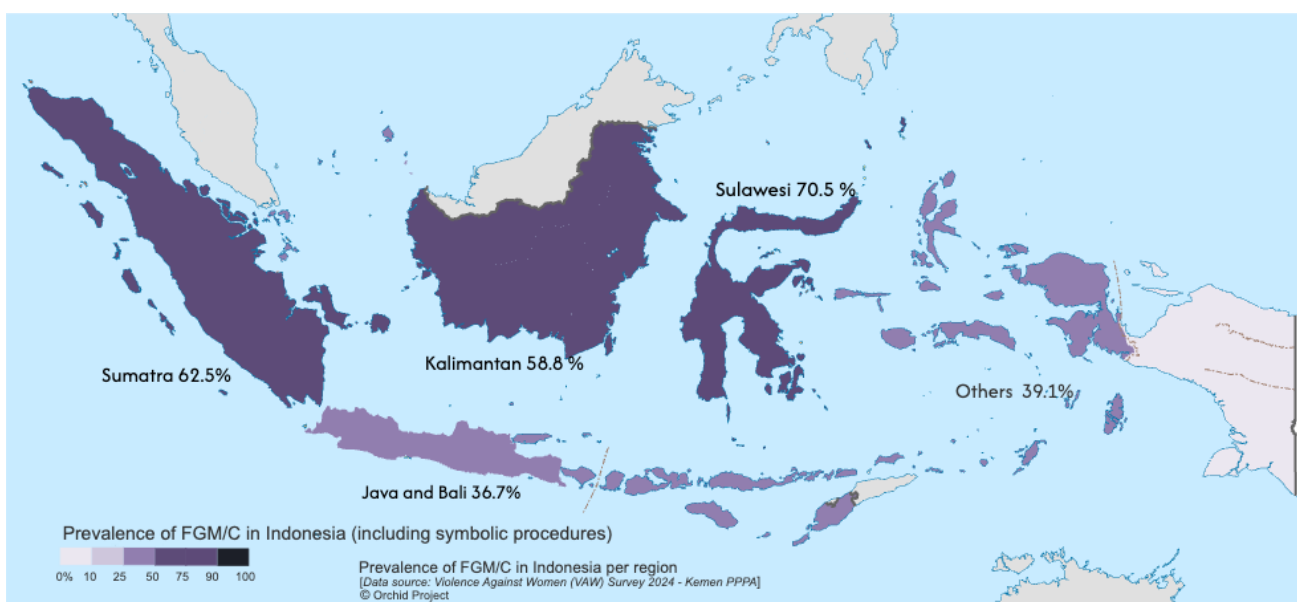 Sulawesi 70.5 %
Kalimantan 58.8 %
Sumatra 62.5%
Others 39.1%
Java and Bali 36.7%
Prevalence of FGM/C in Indonesia (including symbolic procedures)
0% 10 25 50 75 90 100
Prevalence of FGM/C in Indonesia per region
[Data source: Violence Against Women (VAW) Survey 2024 - Kemen PPPA]
© Orchid Project